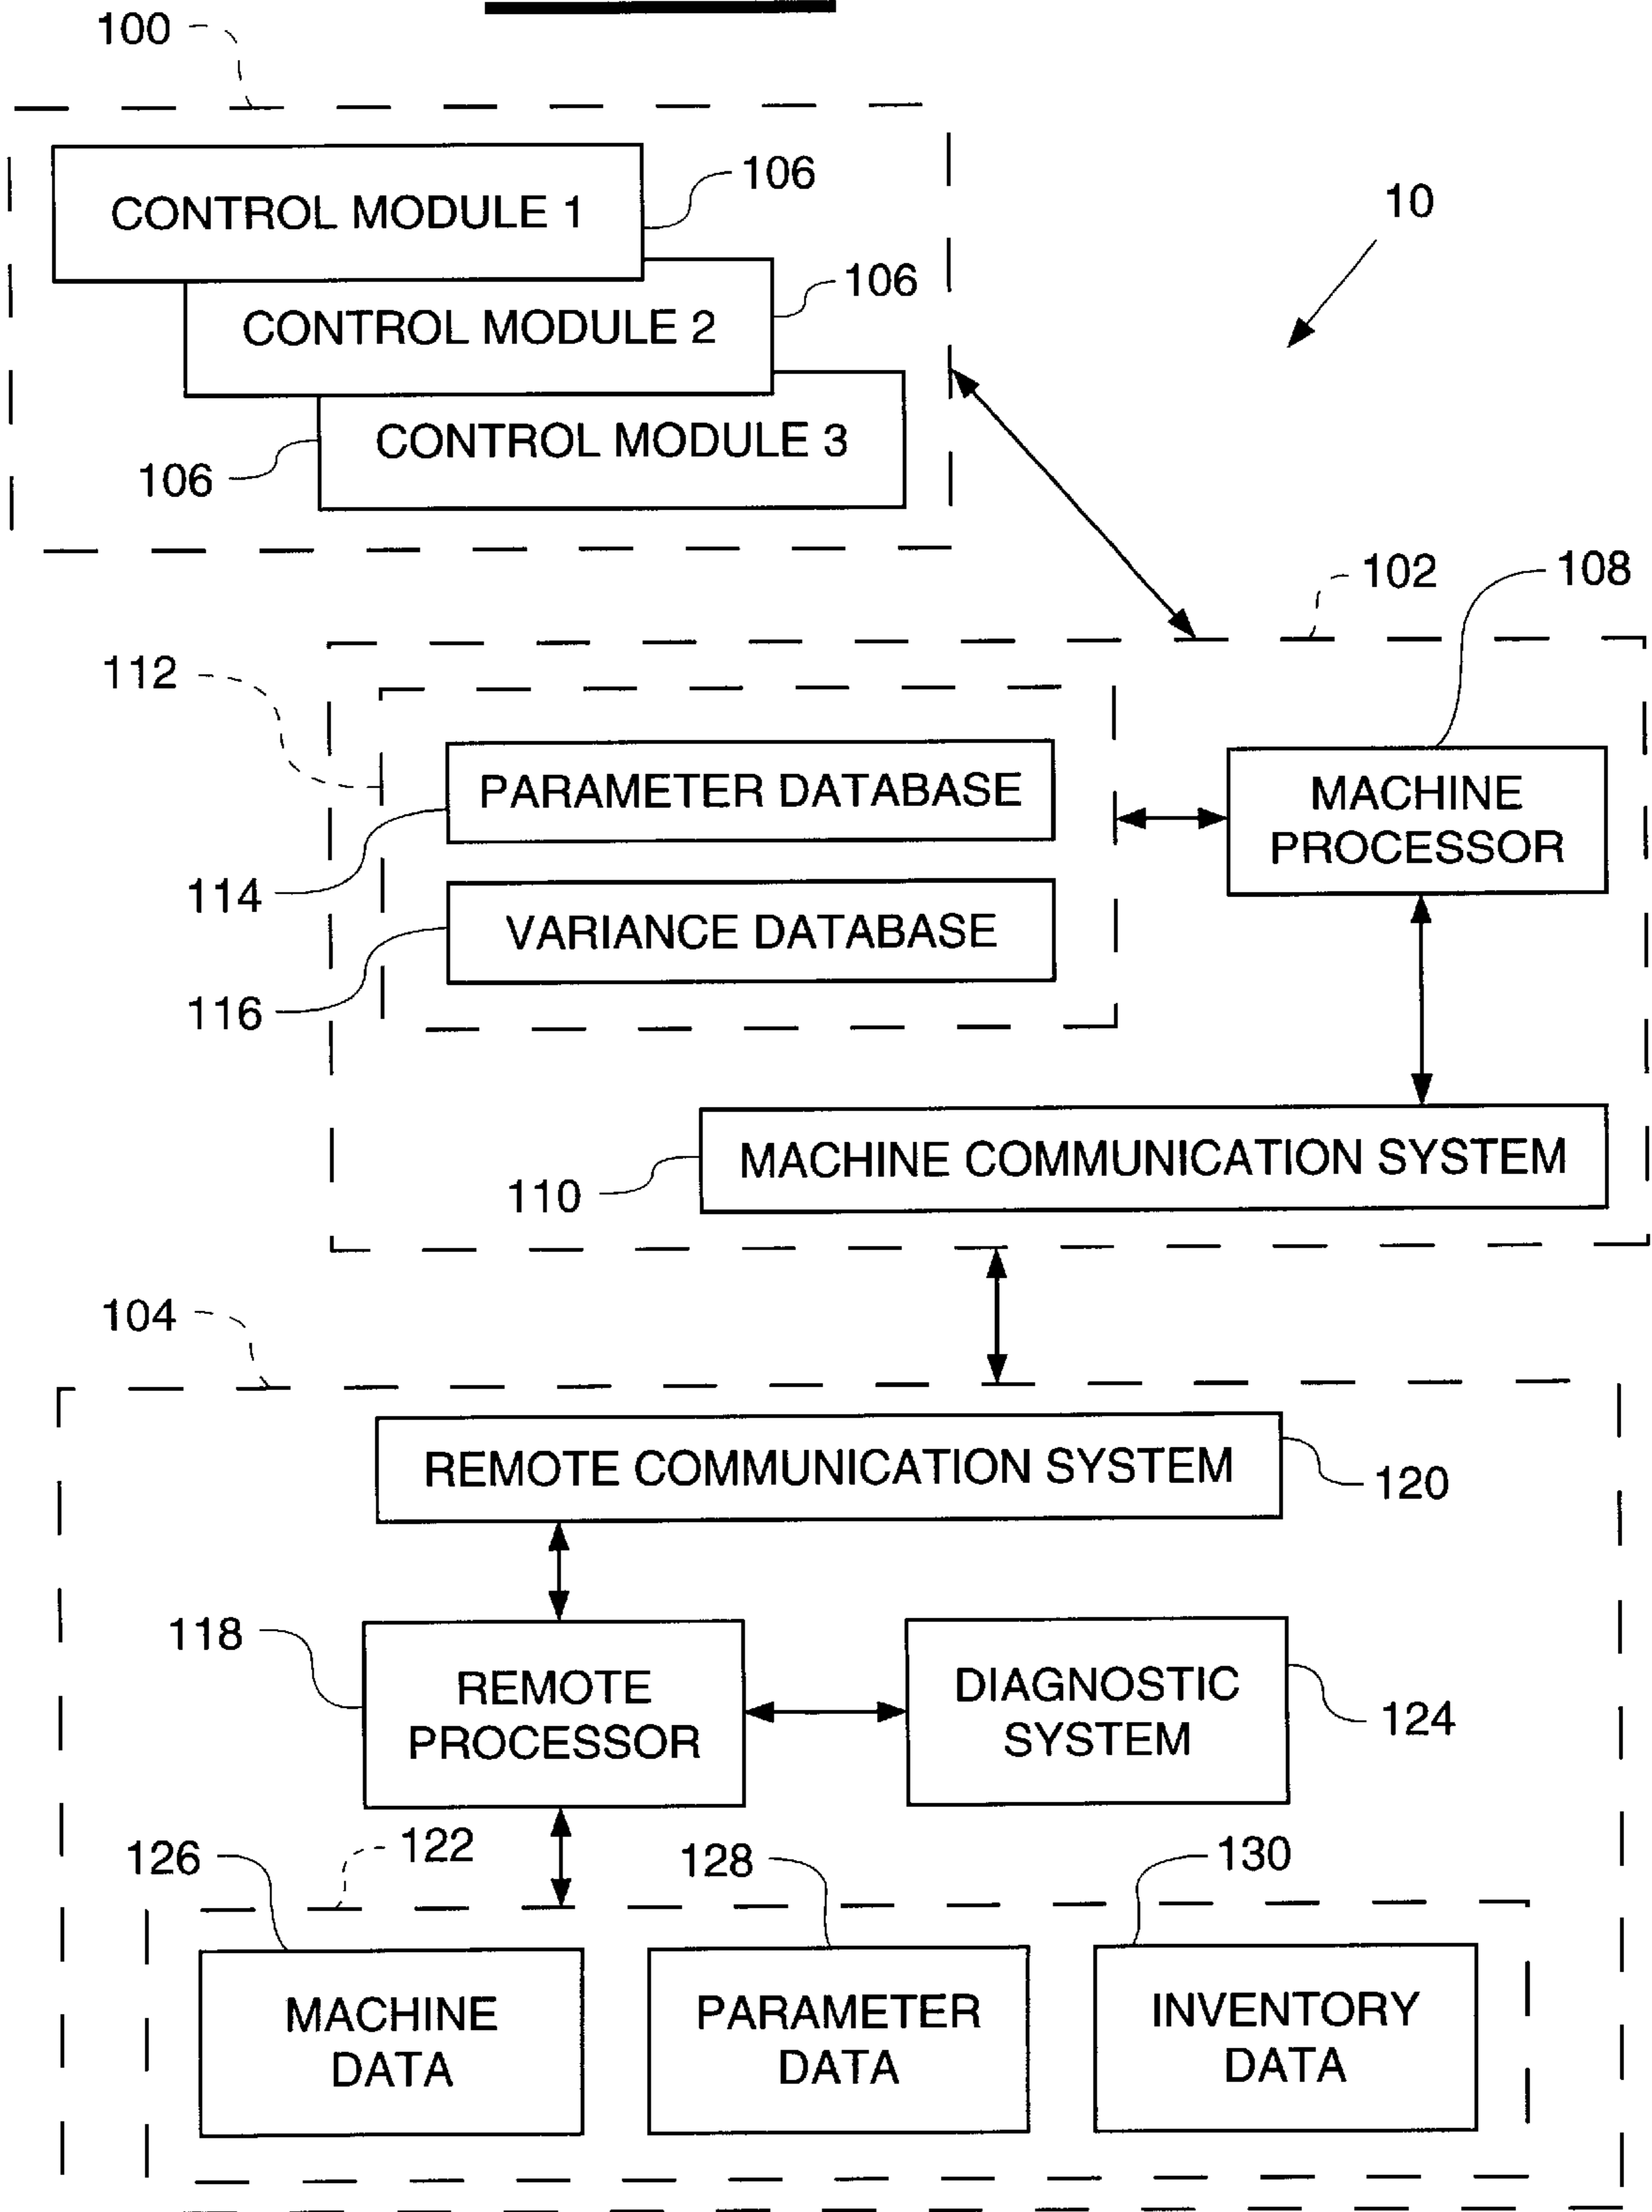 100
CONTROL MODULE 1
106
10
CONTROL MODULE 2
106
CONTROL MODULE 3
106
102
108
112
PARAMETER DATABASE
MACHINE
PROCESSOR
114
VARIANCE DATABASE
116
MACHINE COMMUNICATION SYSTEM
110
104
REMOTE COMMUNICATION SYSTEM
120
118
REMOTE
PROCESSOR
DIAGNOSTIC
SYSTEM
124
126
122
128
130
MACHINE
DATA
PARAMETER
DATA
INVENTORY
DATA